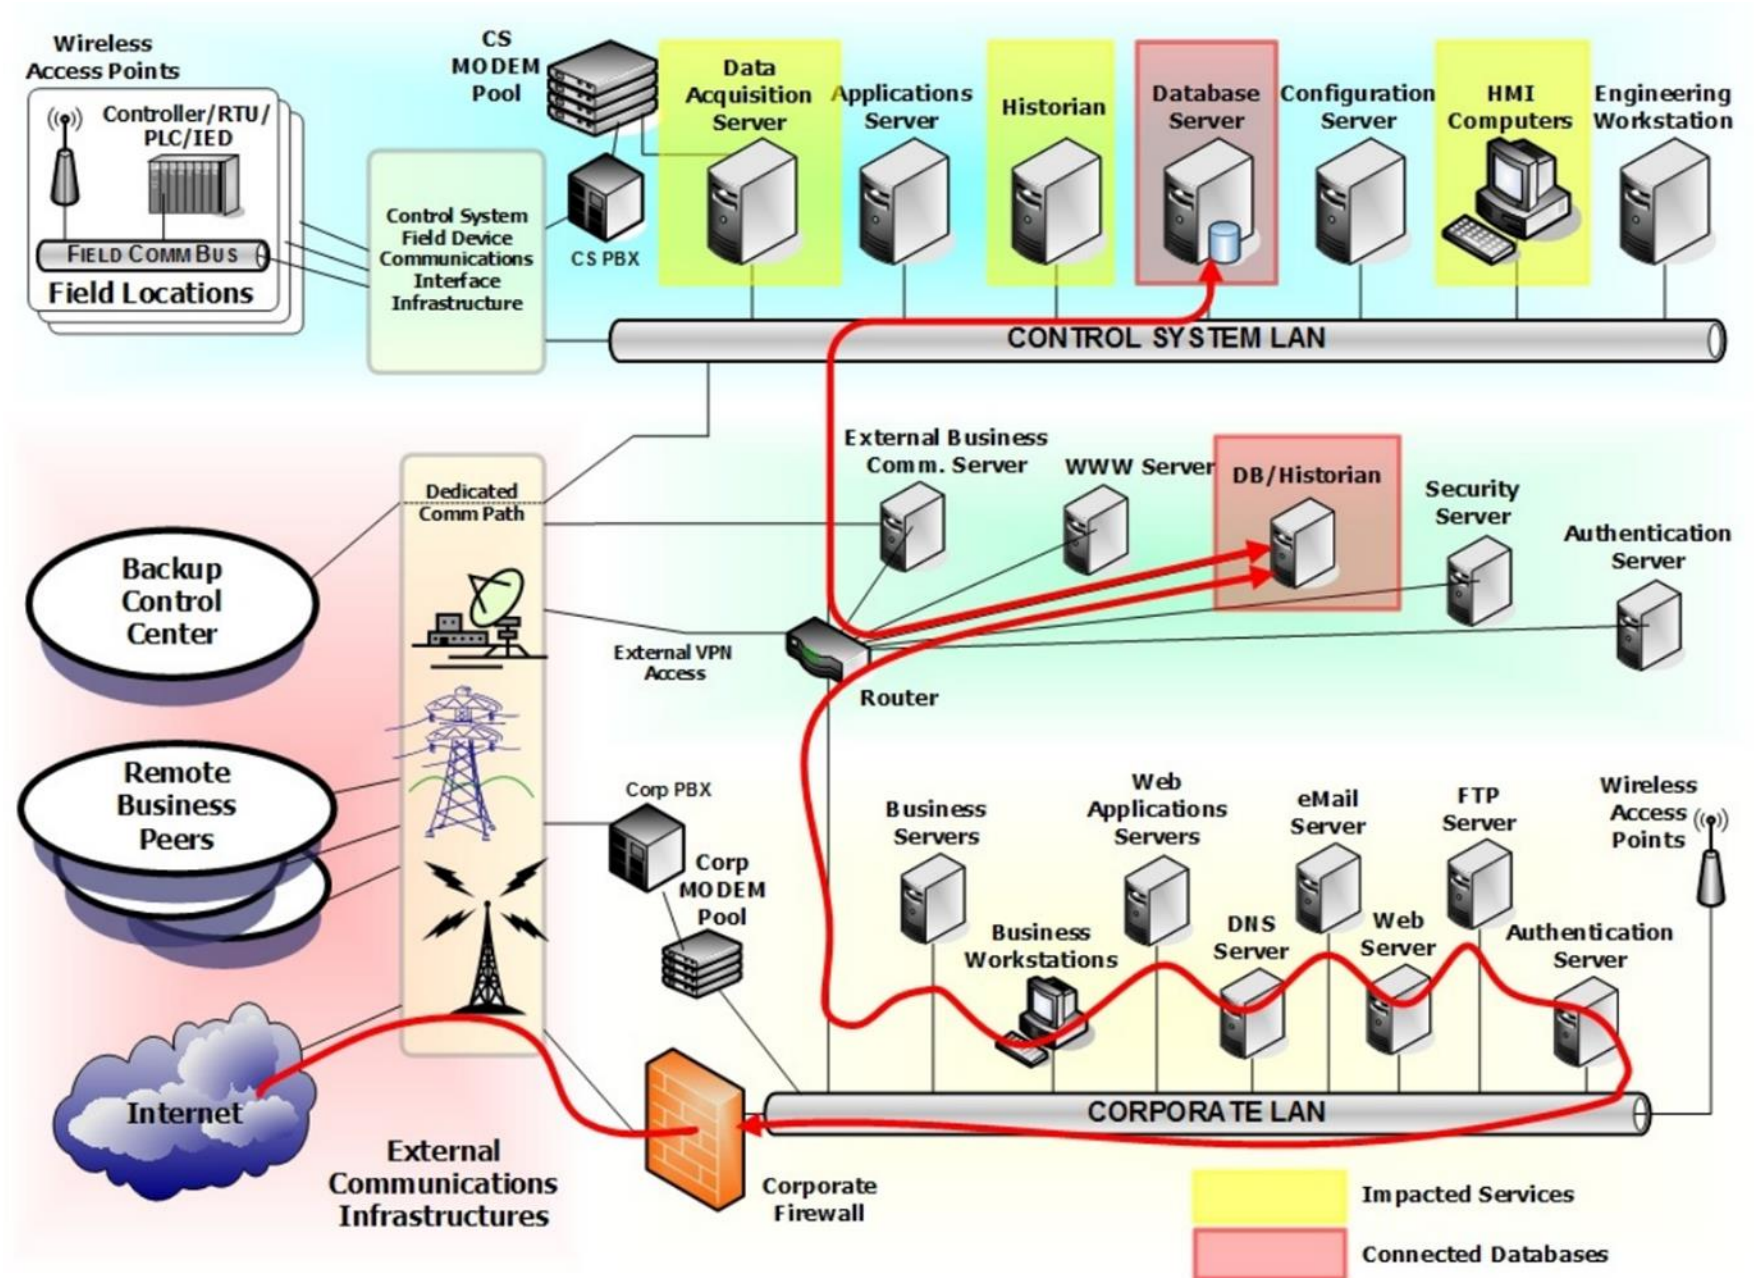 Wireless
Access Points
Controller/RTU/
PLC/IED
FIELD COMM BUS
Field Locations
Control System
Field Device
Communications
Interface
Infrastructure
CS
MODEM
Pool
CS PBX
Data
Acquisition
Server
Applications
Server
Historian
Database
Server
Configuration
Server
HMI
Computers
Engineering
Workstation
CONTROL SYSTEM LAN
External Business
Comm. Server
WWW Server
DB/Historian
Security
Server
Authentication
Server
Dedicated
Comm Path
Backup
Control
Center
External VPN
Access
Router
Remote
Business
Peers
Corp PBX
Corp
MODEM
Pool
Business
Servers
Business
Workstations
Web
Applications
Servers
DNS
Server
eMail
Server
Web
Server
FTP
Server
Authentication
Server
Wireless
Access
Points
Internet
CORPORATE LAN
External
Communications
Infrastructures
Corporate
Firewall
Impacted Services
Connected Databases